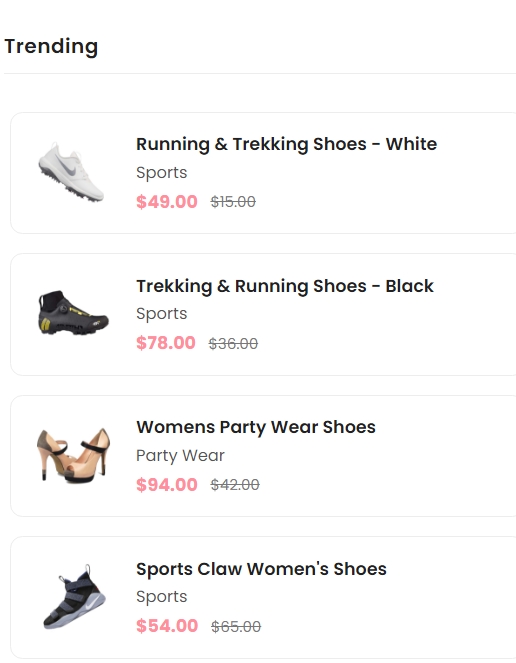 Trending
Running & Trekking Shoes - White
Sports
$49.00 $15.00
Trekking & Running Shoes - Black
Sports
$78.00 $36.00
Womens Party Wear Shoes
Party Wear
$94.00 $42.00
Sports Claw Women's Shoes
Sports
$54.00 $65.00